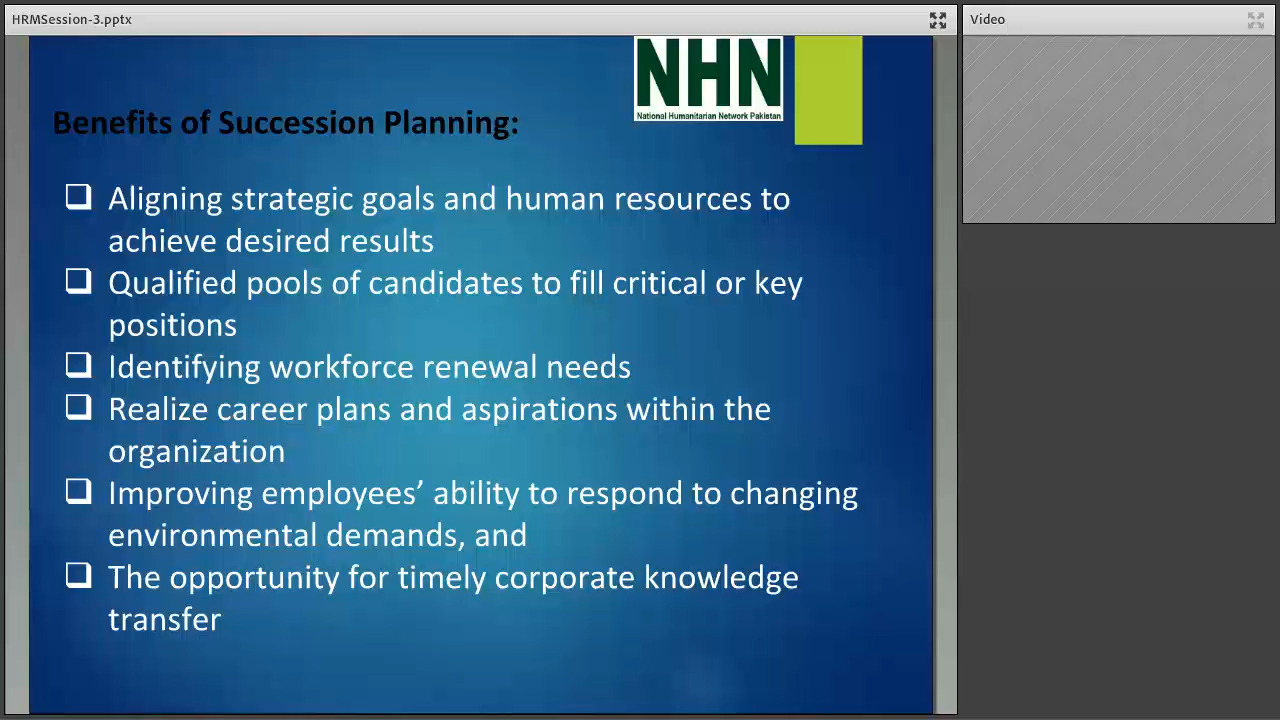 HRMSession-3.pptx
Video
NHN
National Humanitarian Network Pakistan
Benefits of Succession Planning:
❑ Aligning strategic goals and human resources to
achieve desired results
❑ Qualified pools of candidates to fill critical or key
positions
❑ Identifying workforce renewal needs
❑ Realize career plans and aspirations within the
organization
❑ Improving employees’ ability to respond to changing
environmental demands, and
❑ The opportunity for timely corporate knowledge
transfer